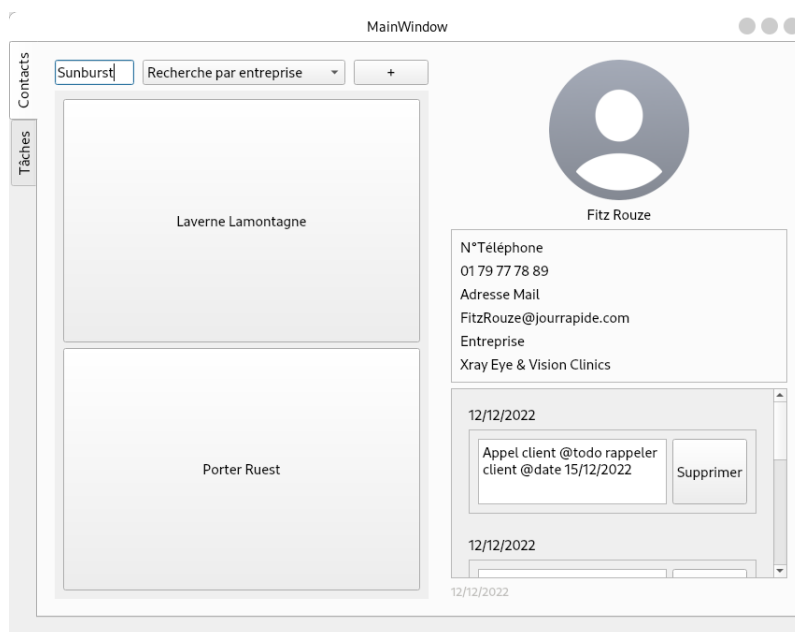 MainWindow
Contacts
Tâches
Sunburst
Recherche par entreprise
+
Laverne Lamontagne
Porter Ruest
Fitz Rouze
N°Téléphone
01 79 77 78 89
Adresse Mail
FitzRouze@jourrapide.com
Entreprise
Xray Eye & Vision Clinics
12/12/2022
Appel client @todo rappeler
client @date 15/12/2022
Supprimer
12/12/2022
12/12/2022